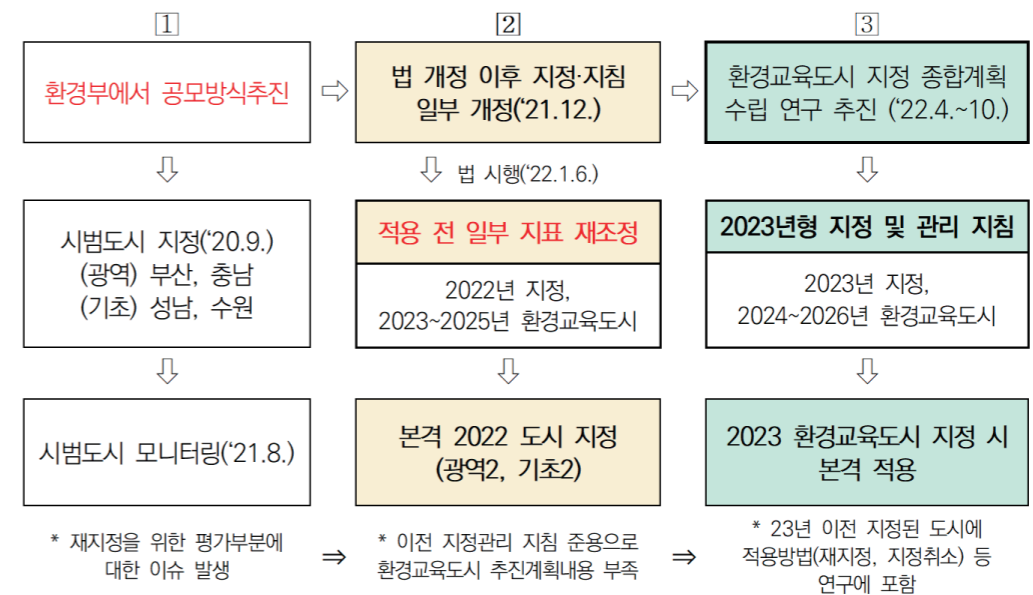 1
환경부에서 공모방식추진
시범도시 지정(‘20.9.)
(광역) 부산, 충남
(기초) 성남, 수원
시범도시 모니터링(‘21.8.)
* 재지정을 위한 평가부분에
대한 이슈 발생
2
법 개정 이후 지정·지침
일부 개정(‘21.12.)
법 시행(‘22.1.6.)
적용 전 일부 지표 재조정
2022년 지정,
2023~2025년 환경교육도시
본격 2022 도시 지정
(광역2, 기초2)
* 이전 지정관리 지침 준용으로
환경교육도시 추진계획내용 부족
3
환경교육도시 지정 종합계획
수립 연구 추진 (‘22.4.~10.)
2023년형 지정 및 관리 지침
2023년 지정,
2024~2026년 환경교육도시
2023 환경교육도시 지정 시
본격 적용
* 23년 이전 지정된 도시에
적용방법(재지정, 지정취소) 등
연구에 포함